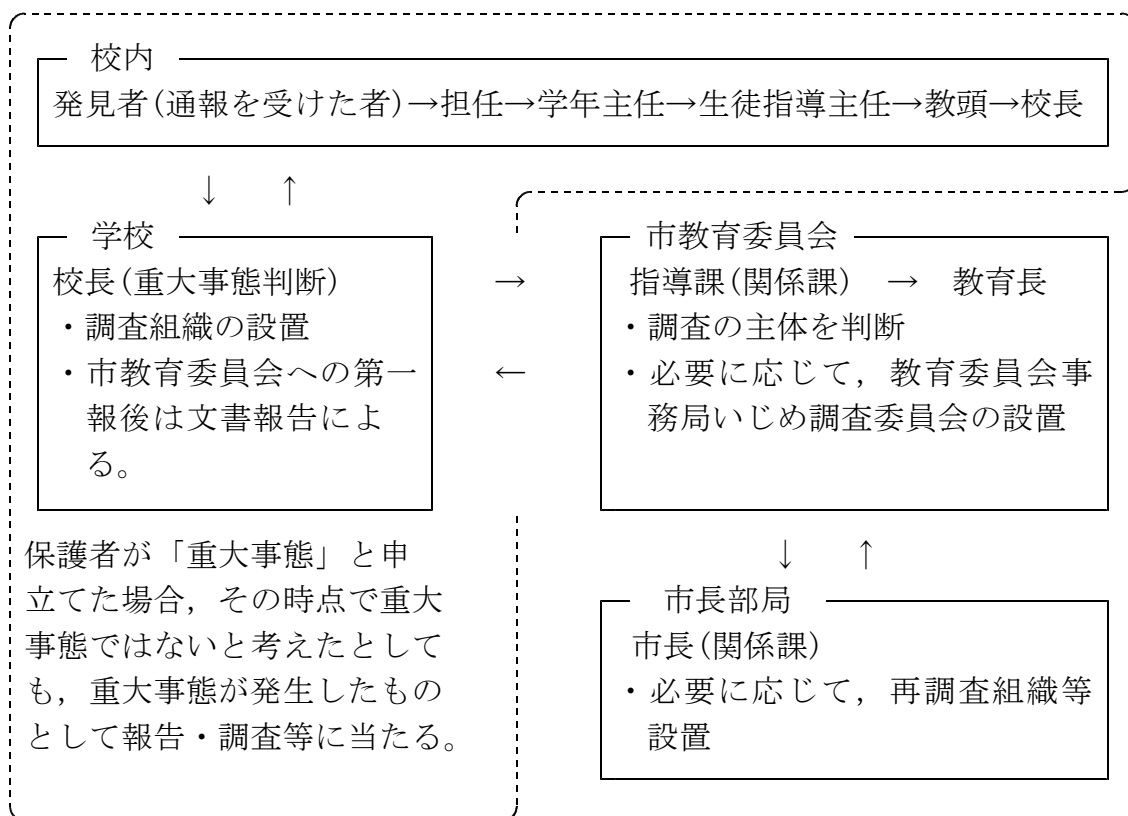 校内
発見者(通報を受けた者)→担任→学年主任→生徒指導主任→教頭→校長
↓ ↑
学校
校長(重大事態判断)
・調査組織の設置
・市教育委員会への第一
報後は文書報告によ
る。
→
←
市教育委員会
指導課(関係課) → 教育長
・調査の主体を判断
・必要に応じて，教育委員会事
務局いじめ調査委員会の設置
保護者が「重大事態」と申
立てた場合，その時点で重大
事態ではないと考えたとして
も，重大事態が発生したもの
として報告・調査等に当たる。
↓ ↑
市長部局
市長(関係課)
・必要に応じて，再調査組織等
設置